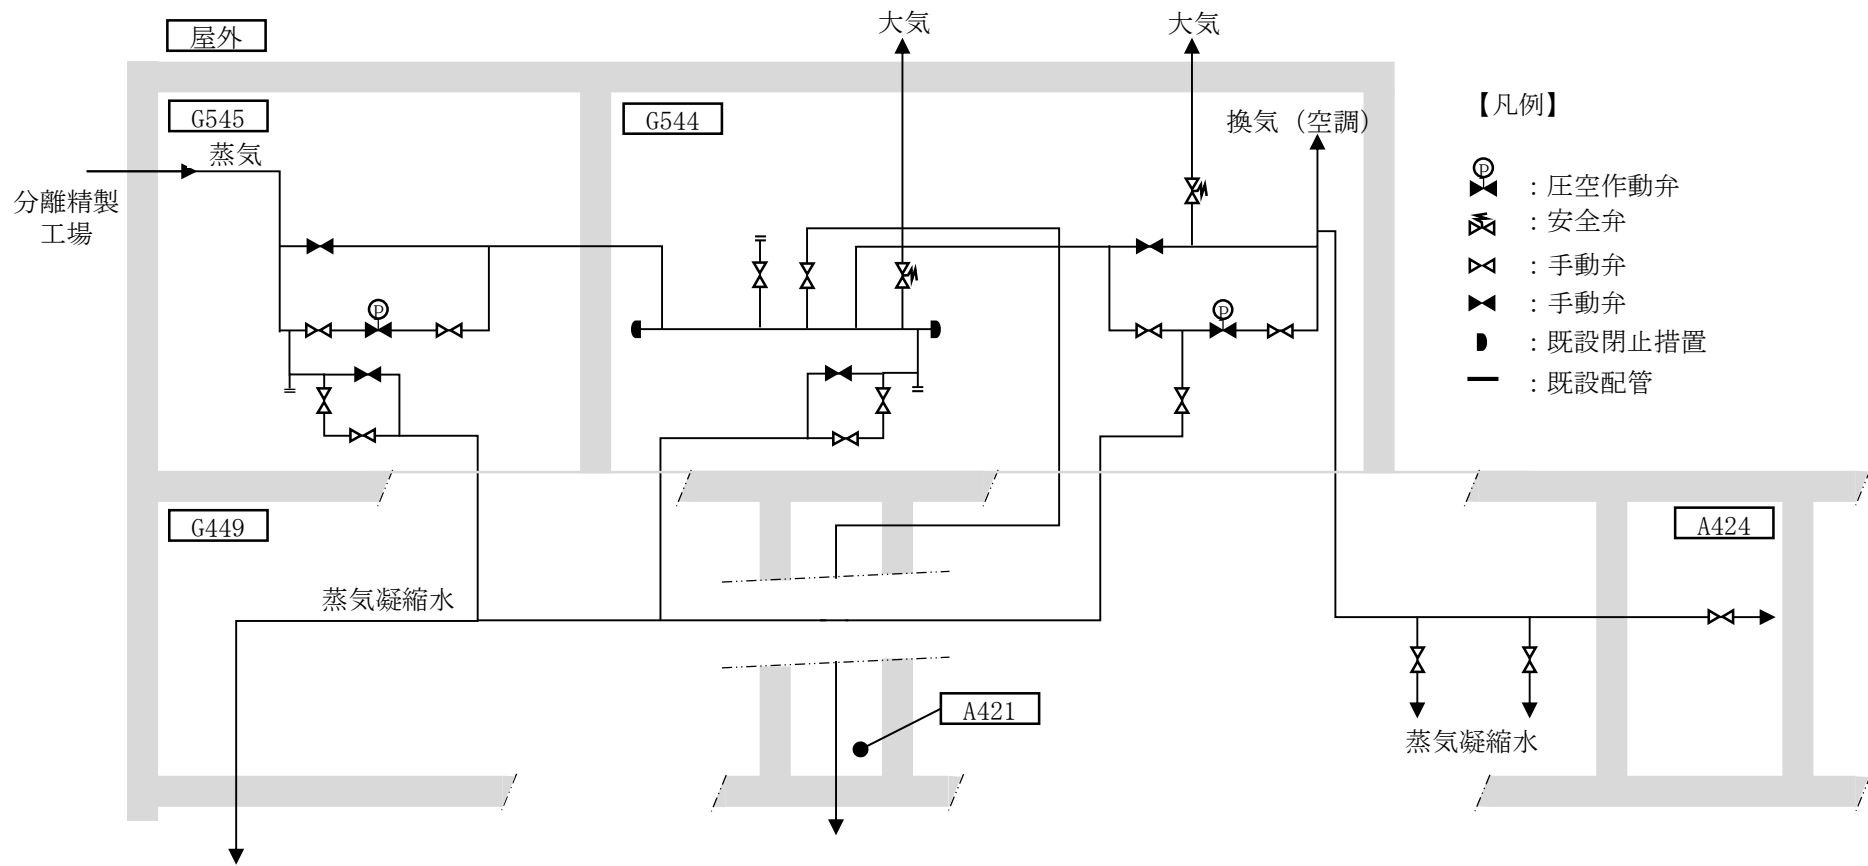 屋外
大気
大気
G545
G544
換気（空調）
蒸気
分離精製
工場
P
P
【凡例】
P
：圧空作動弁
：安全弁
：手動弁
：手動弁
：既設閉止措置
：既設配管
G449
A424
蒸気凝縮水
A421
蒸気凝縮水